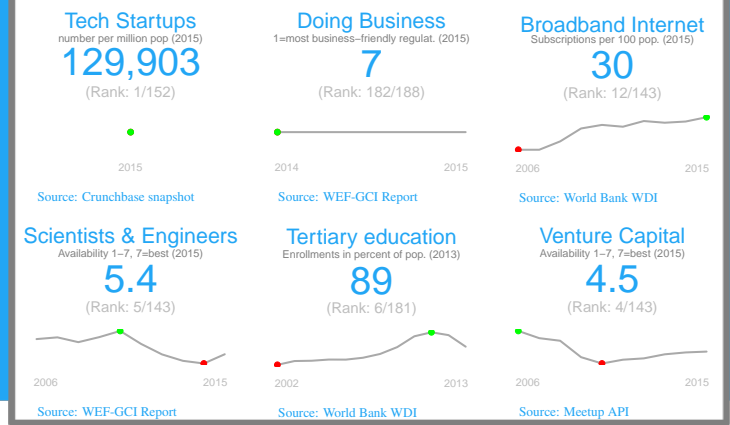 Tech Startups
number per million pop (2015)
129,903
(Rank: 1/152)
2015
Source: Crunchbase snapshot
Doing Business
1=most business−friendly regulat. (2015)
7
(Rank: 182/188)
2014 2015
Source: WEF-GCI Report
Broadband Internet
Subscriptions per 100 pop. (2015)
30
(Rank: 12/143)
2006 2015
Source: World Bank WDI
Scientists & Engineers
Availability 1−7, 7=best (2015)
5.4
(Rank: 5/143)
2006 2015
Source: WEF-GCI Report
Tertiary education
Enrollments in percent of pop. (2013)
89
(Rank: 6/181)
2002 2013
Source: World Bank WDI
Venture Capital
Availability 1−7, 7=best (2015)
4.5
(Rank: 4/143)
2006 2015
Source: Meetup API